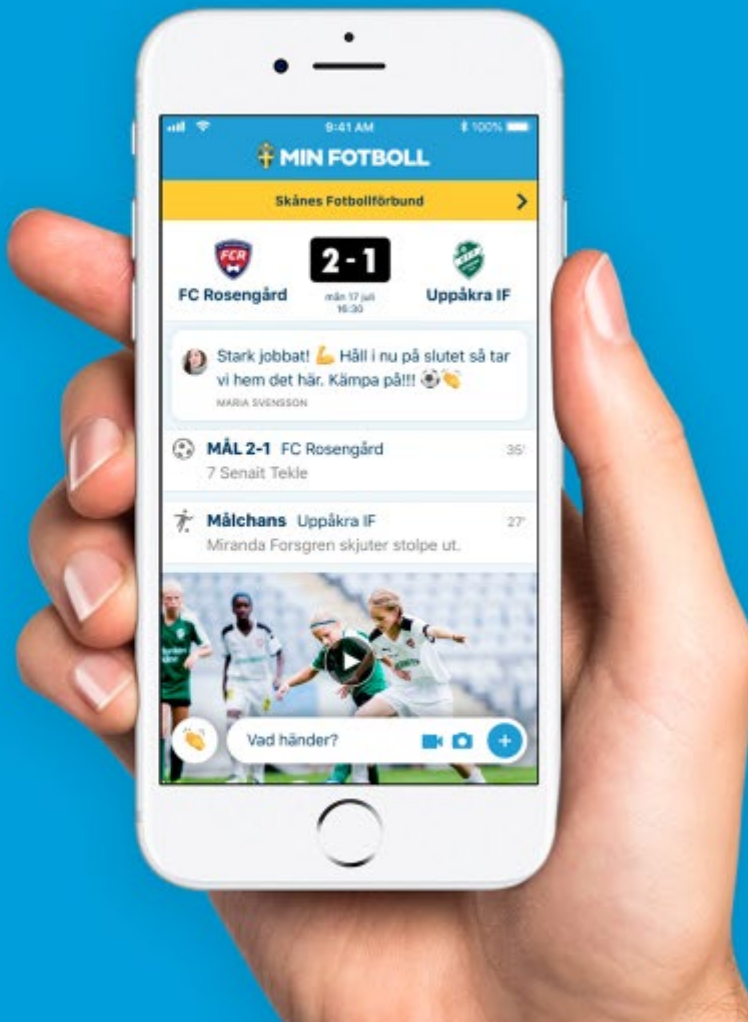 9:41 AM
100%
MIN FOTBOLL
Skånes Fotbollförbund
FCR
2-1
FC Rosengård
mån 17 juli
16:30
Uppåkra IF
Stark jobbat! 💪 Håll i nu på slutet så tar
vi hem det här. Kämpa på!!! ⚽👏
MARIA SVENSSON
MÅL 2-1 FC Rosengård 35'
7 Senait Tekle
Målchans Uppåkra IF 27'
Miranda Forsgren skjuter stolpe ut.
Vad händer?